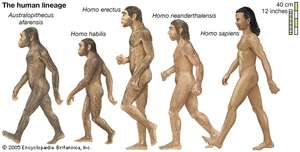 The human lineage
40 cm
12 inches
Australopithecus
afarensis
Homo habilis
Homo erectus
Homo neanderthalensis
Homo sapiens
© 2005 Encyclopædia Britannica, Inc.